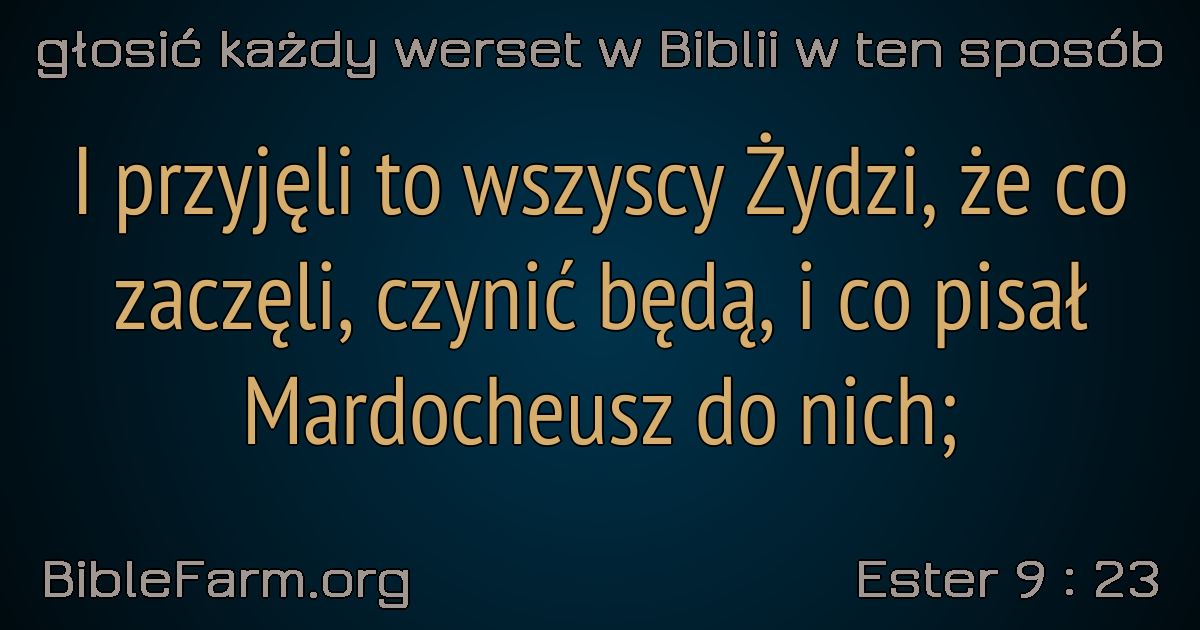 głosić każdy werset w Biblii w ten sposób
I przyjęli to wszyscy Żydzi, że co
zaczęli, czynić będą, i co pisał
Mardocheusz do nich;
BibleFarm.org
Ester 9 : 23